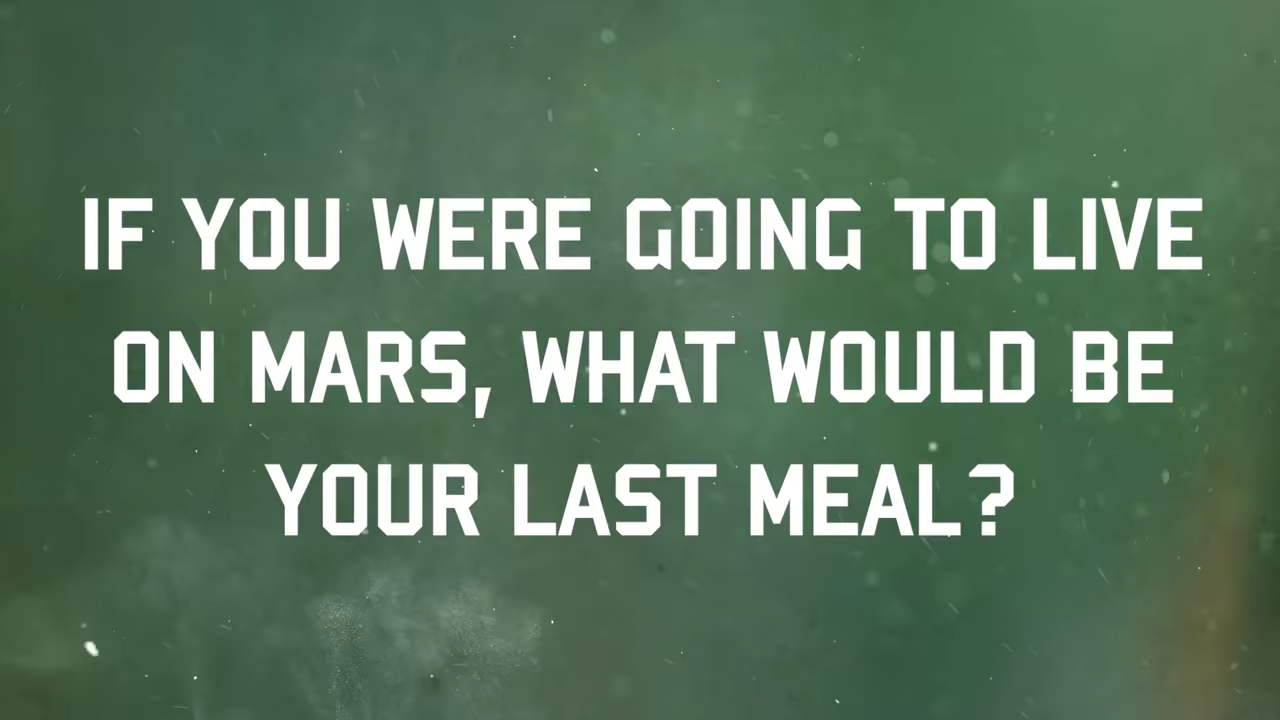 IF YOU WERE GOING TO LIVE
ON MARS, WHAT WOULD BE
YOUR LAST MEAL?